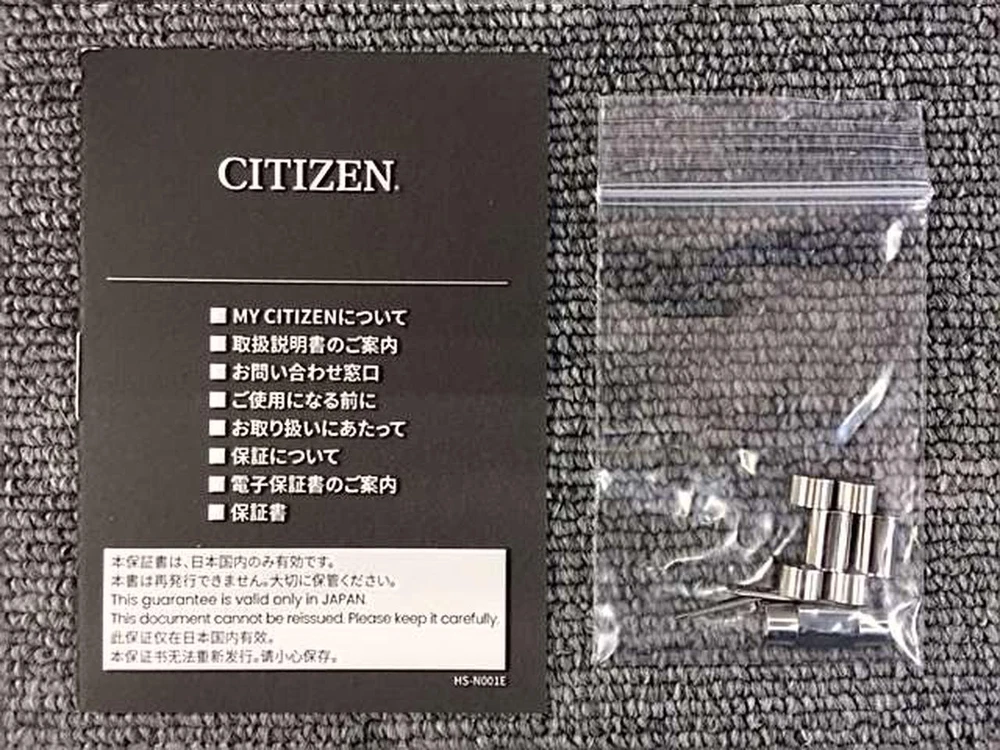 CITIZEN
■ MY CITIZENについて
■ 取扱説明書のご案内
■ お問い合わせ窓口
■ ご使用になる前に
■ お取り扱いにあたって
■ 保証について
■ 電子保証書のご案内
■ 保証書
本保証書は、日本国内のみ有効です。
本書は再発行できません。大切に保管ください。
This guarantee is valid only in JAPAN.
This document cannot be reissued. Please keep it carefully.
此保证仅在日本国内有效。
本保证书无法重新发行。请小心保存。
HS-N001E